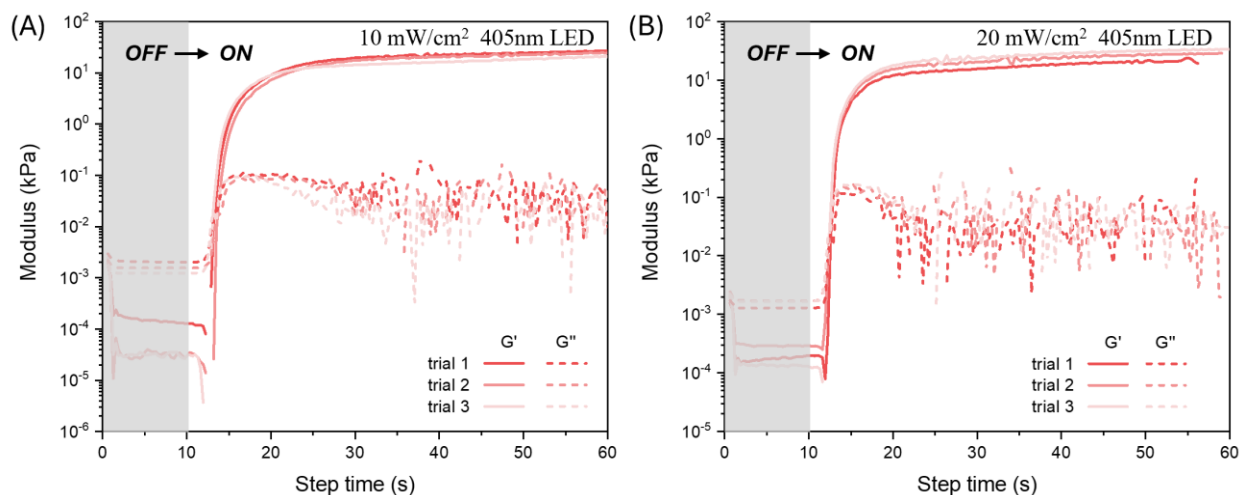 (A)
10 mW/cm² 405nm LED
OFF → ON
Modulus (kPa)
10²
10¹
10⁰
10⁻¹
10⁻²
10⁻³
10⁻⁴
10⁻⁵
10⁻⁶
G' G"
trial 1
trial 2
trial 3
0 10 20 30 40 50 60
Step time (s)
(B)
20 mW/cm² 405nm LED
OFF → ON
Modulus (kPa)
10²
10¹
10⁰
10⁻¹
10⁻²
10⁻³
10⁻⁴
10⁻⁵
G' G"
trial 1
trial 2
trial 3
0 10 20 30 40 50 60
Step time (s)